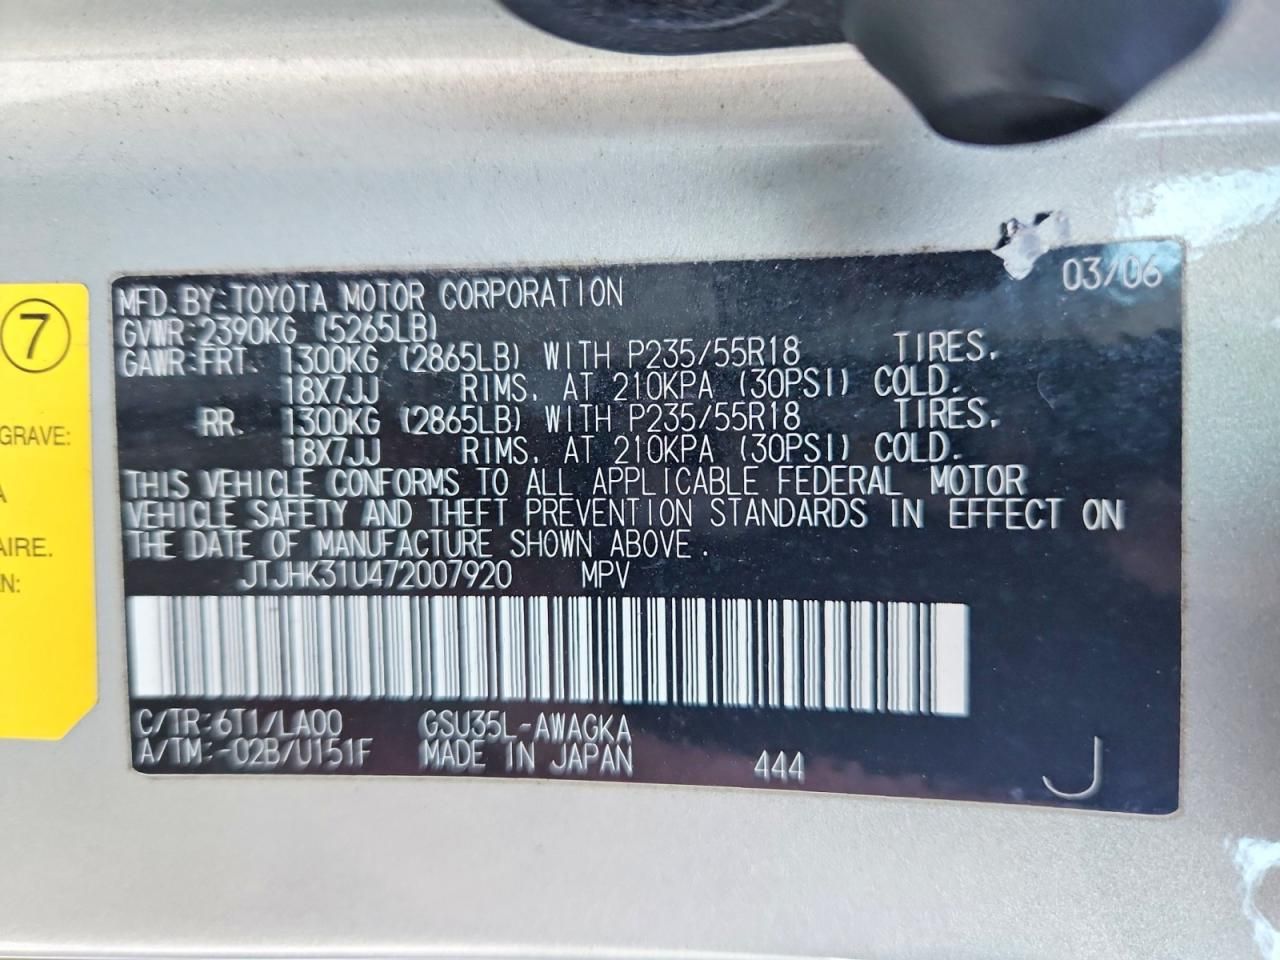 03/06
MFD.BY:TOYOTA MOTOR CORPORATION
GVWR:2390KG (5265LB)
GAWR:FRT. 1300KG (2865LB) WITH P235/55R18 TIRES,
18X7JJ RIMS, AT 210KPA (30PSI) COLD.
RR. 1300KG (2865LB) WITH P235/55R18 TIRES,
18X7JJ RIMS, AT 210KPA (30PSI) COLD.
THIS VEHICLE CONFORMS TO ALL APPLICABLE FEDERAL MOTOR
VEHICLE SAFETY AND THEFT PREVENTION STANDARDS IN EFFECT ON
THE DATE OF MANUFACTURE SHOWN ABOVE.
JTJHK31U472007920 MPV
C/TR:6T1/LA00 GSU35L-AWAGKA
A/TM:-02B/U151F MADE IN JAPAN 444 J
7
GRAVE:
A
AIRE.
N: